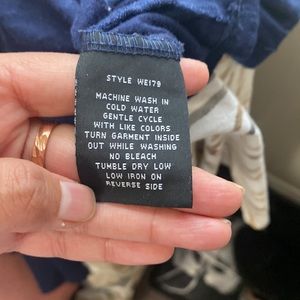 STYLE WE179
MACHINE WASH IN
COLD WATER
GENTLE CYCLE
WITH LIKE COLORS
TURN GARMENT INSIDE
OUT WHILE WASHING
NO BLEACH
TUMBLE DRY LOW
LOW IRON ON
REVERSE SIDE